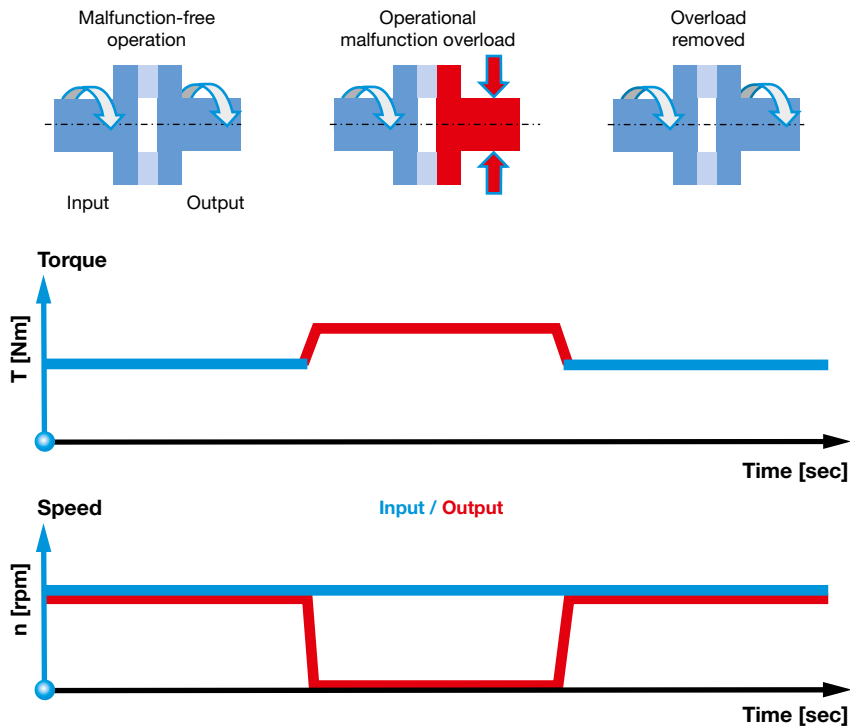 Malfunction-free
operation
Operational
malfunction overload
Overload
removed
Input
Output
Torque
T [Nm]
Time [sec]
Speed
Input / Output
n [rpm]
Time [sec]